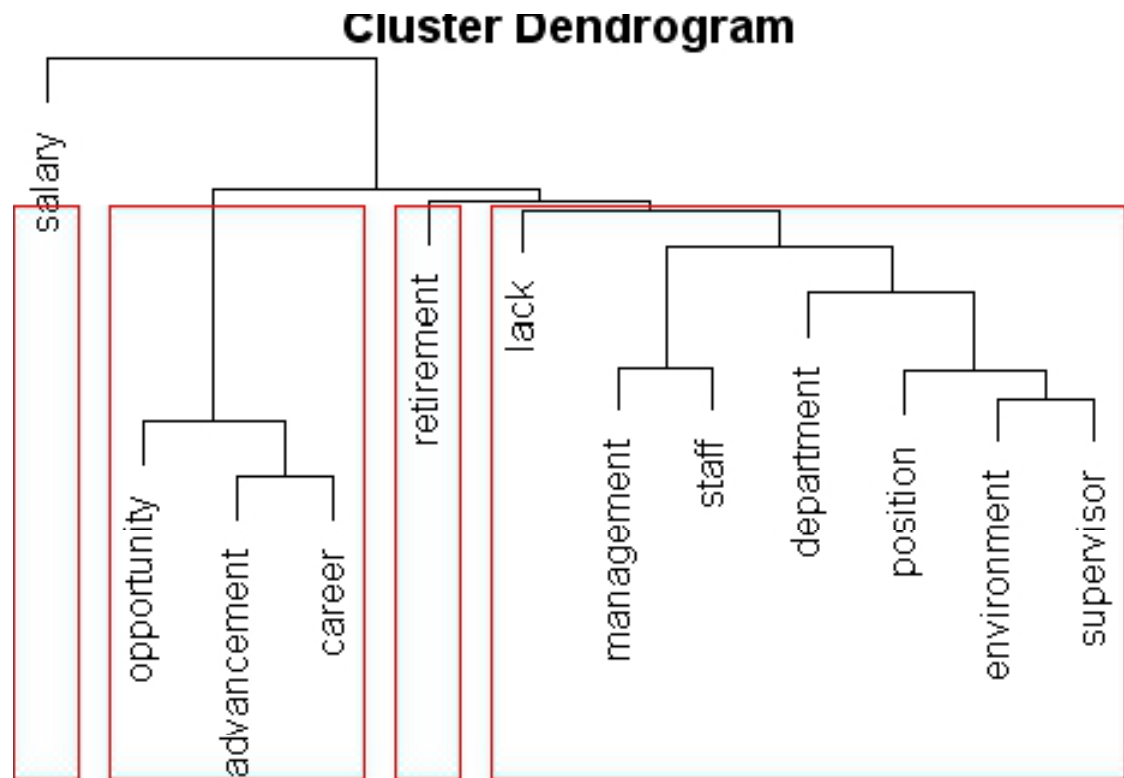 Cluster Dendrogram
salary
opportunity
advancement
career
retirement
lack
management
staff
department
position
environment
supervisor